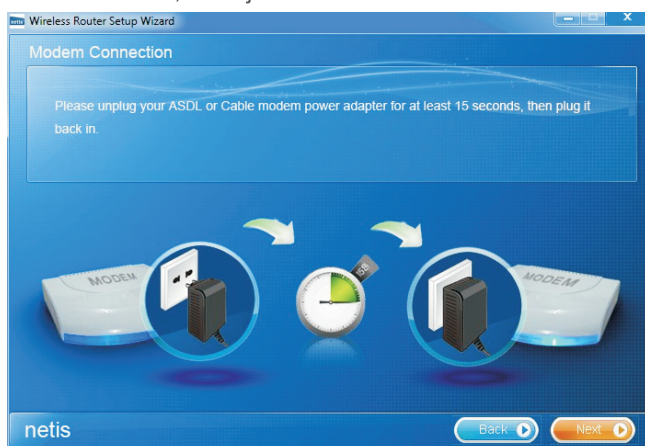 netis Wireless Router Setup Wizard
Modem Connection
Please unplug your ASDL or Cable modem power adapter for at least 15 seconds, then plug it
back in.
MODEM
MODEM
netis
Back
Next